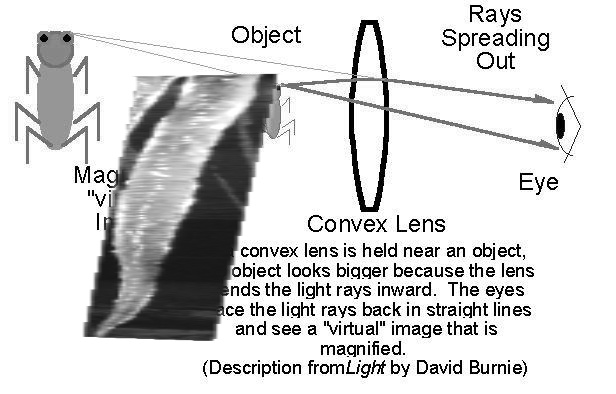 Rays
Spreading
Out
Object
Eye
Convex Lens
convex lens is held near an object,
object looks bigger because the lens
the light rays inward. The eyes
the light rays back in straight lines
and see a "virtual" image that is
magnified.
(Description from Light by David Burnie)